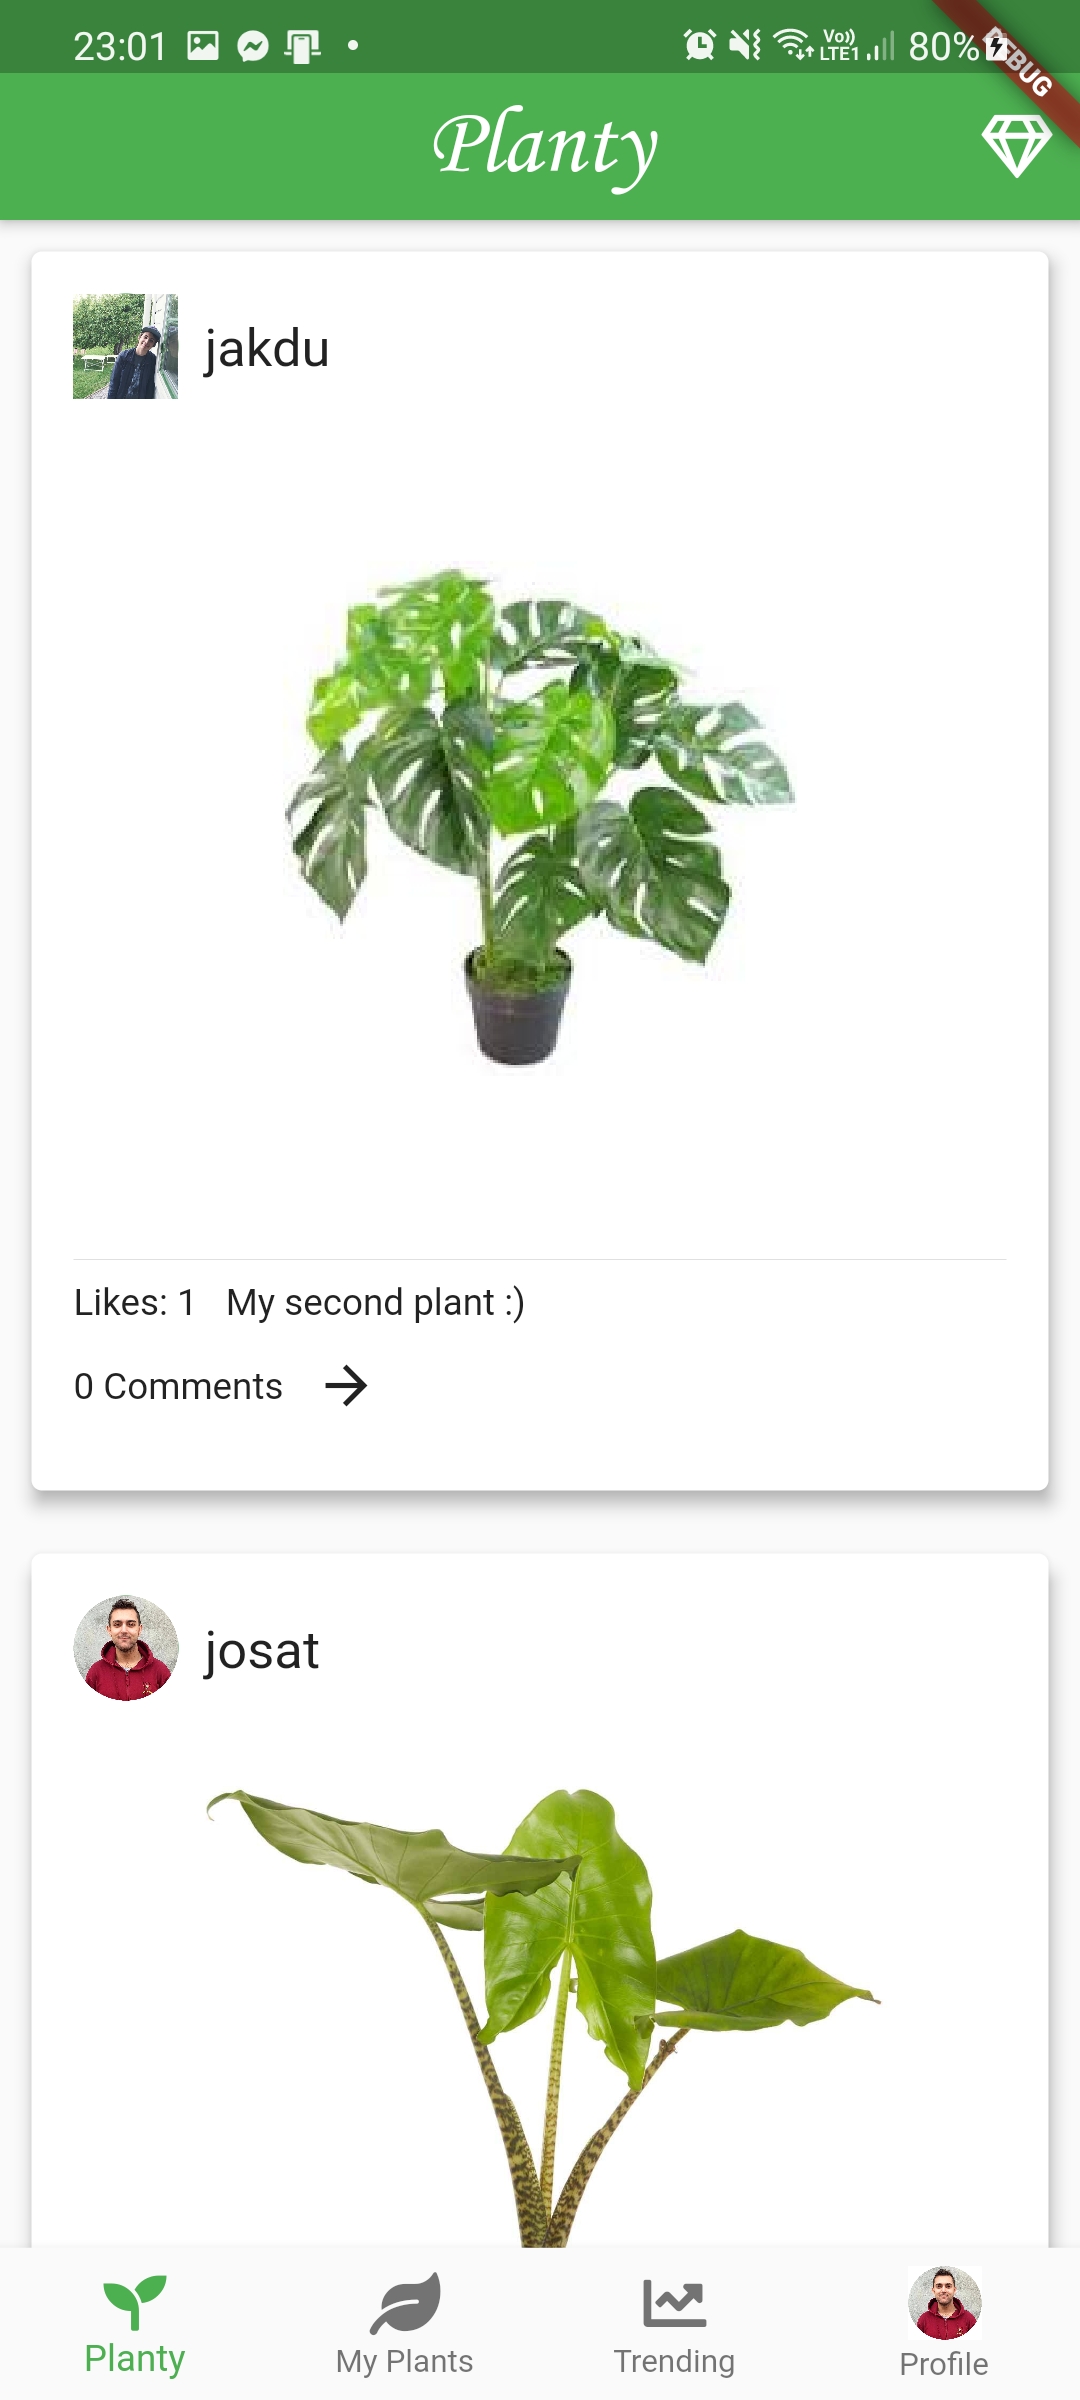 23:01 Vo)) LTE1 80%
DEBUG
Planty
jakdu
Likes: 1 My second plant :)
0 Comments
josat
Planty My Plants Trending Profile